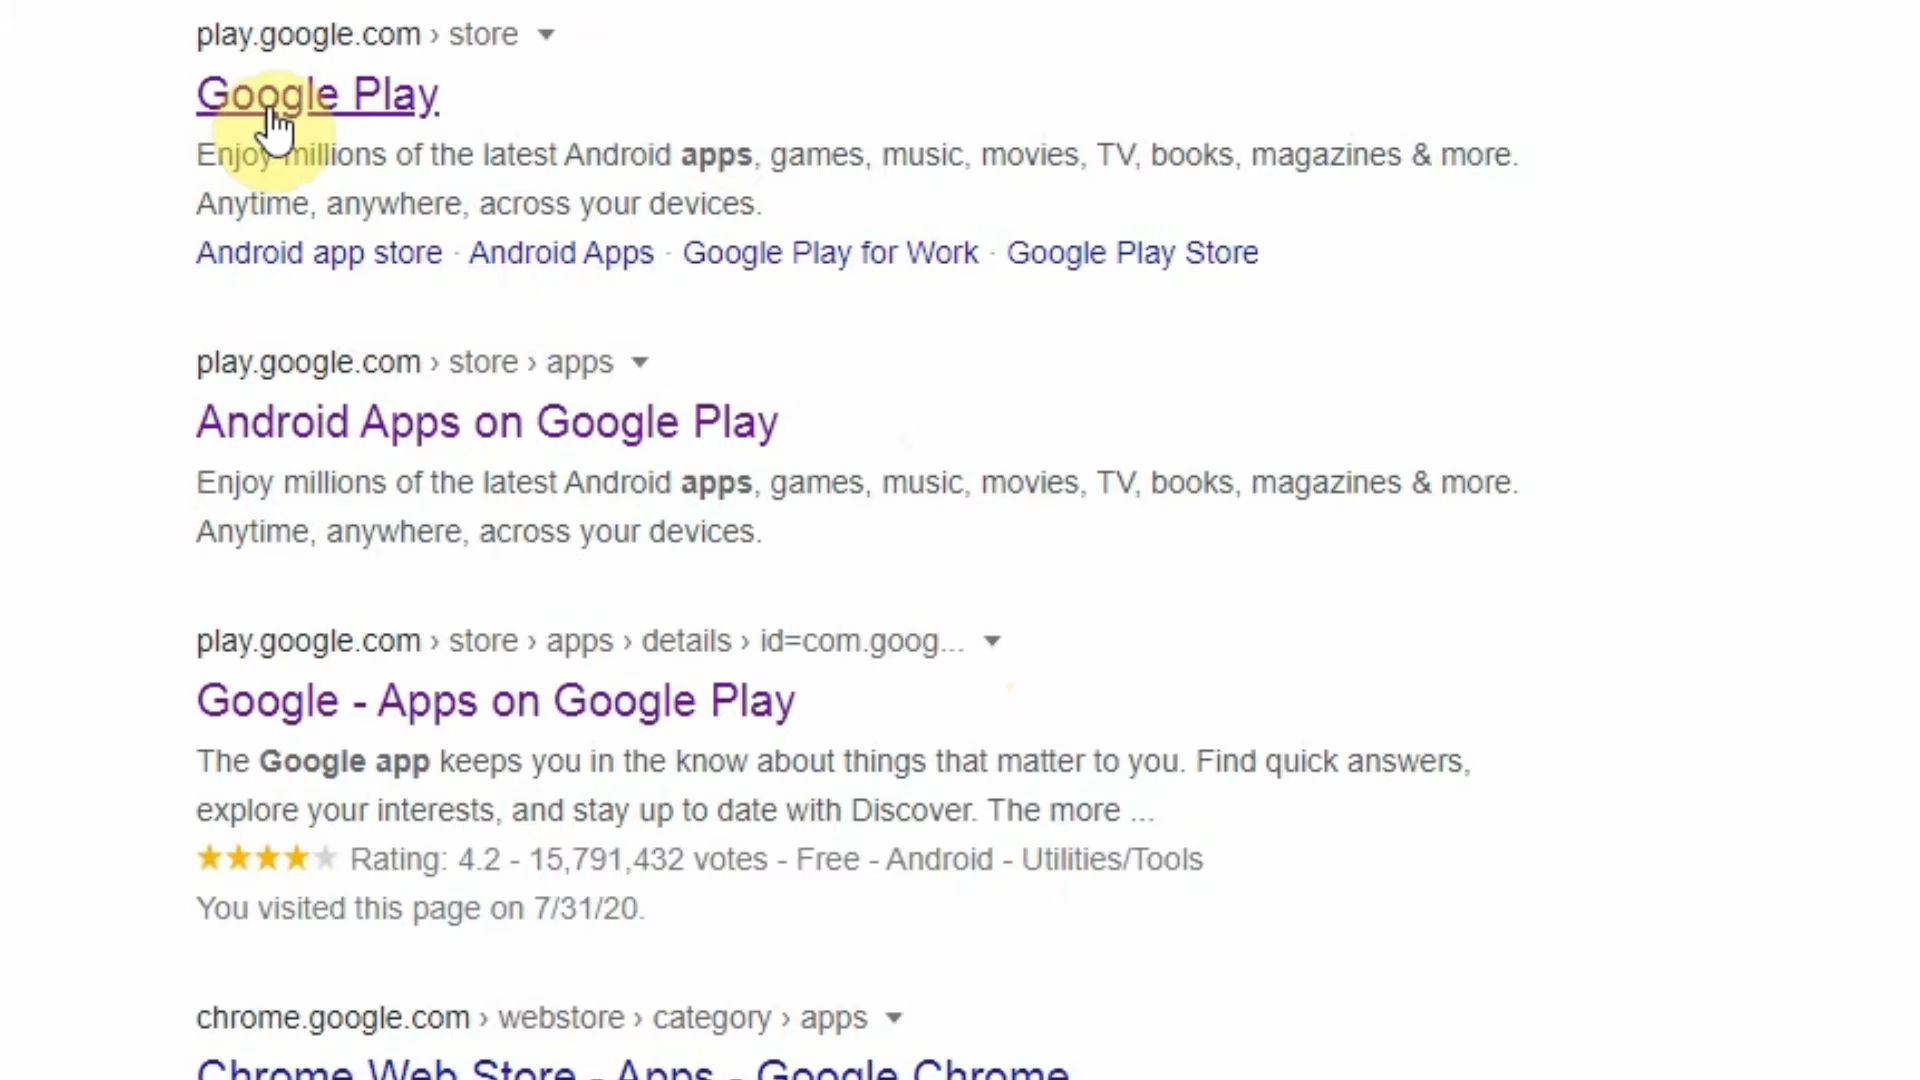 play.google.com › store
Google Play
Enjoy millions of the latest Android apps, games, music, movies, TV, books, magazines & more.
Anytime, anywhere, across your devices.
Android app store · Android Apps · Google Play for Work · Google Play Store
play.google.com › store › apps
Android Apps on Google Play
Enjoy millions of the latest Android apps, games, music, movies, TV, books, magazines & more.
Anytime, anywhere, across your devices.
play.google.com › store › apps › details › id=com.goog...
Google - Apps on Google Play
The Google app keeps you in the know about things that matter to you. Find quick answers,
explore your interests, and stay up to date with Discover. The more ...
Rating: 4.2 - 15,791,432 votes - Free - Android - Utilities/Tools
You visited this page on 7/31/20.
chrome.google.com › webstore › category › apps
Chrome Web Store - Apps - Google Chrome